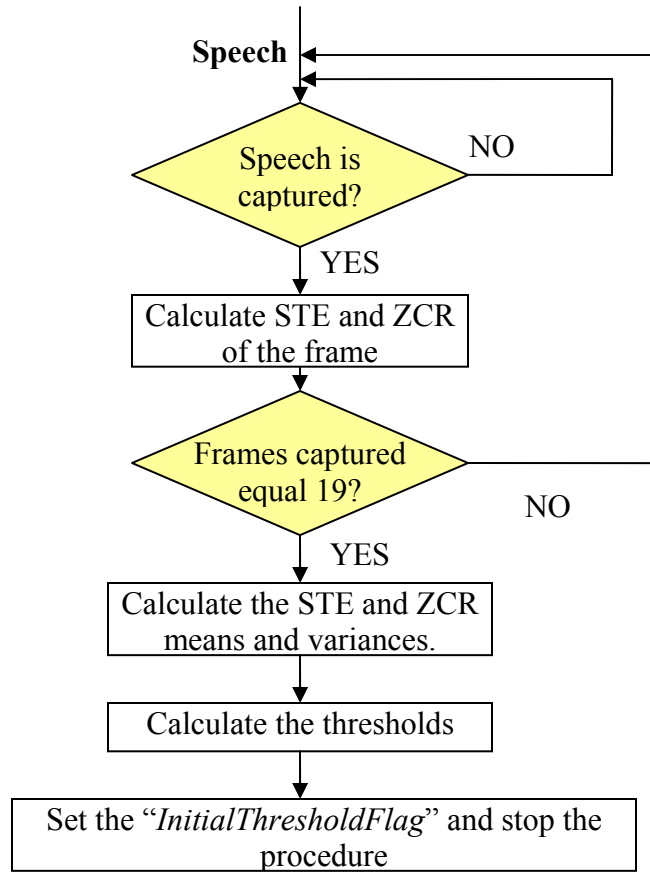 Speech
Speech is
captured?
NO
YES
Calculate STE and ZCR
of the frame
Frames captured
equal 19?
NO
YES
Calculate the STE and ZCR
means and variances.
Calculate the thresholds
Set the “InitialThresholdFlag” and stop the
procedure